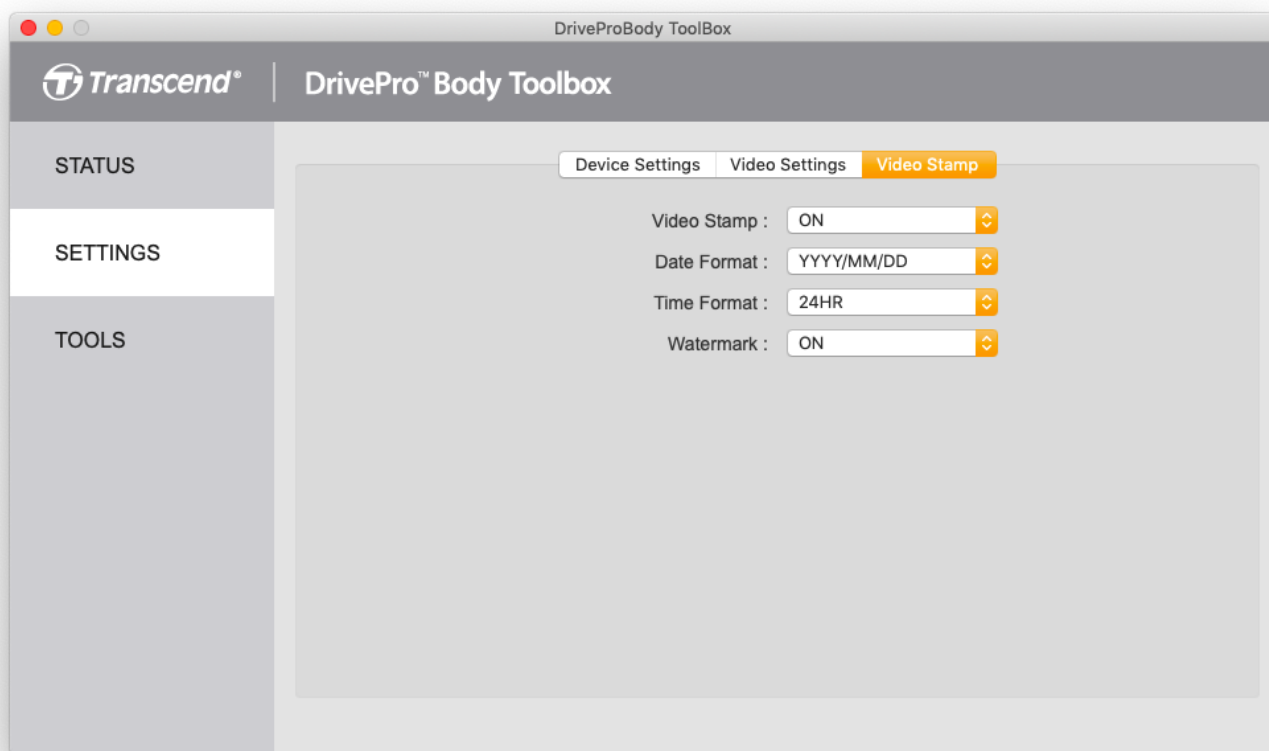 DriveProBody ToolBox
Transcend® DrivePro™ Body Toolbox
STATUS
SETTINGS
TOOLS
Device Settings Video Settings Video Stamp
Video Stamp : ON
Date Format : YYYY/MM/DD
Time Format : 24HR
Watermark : ON